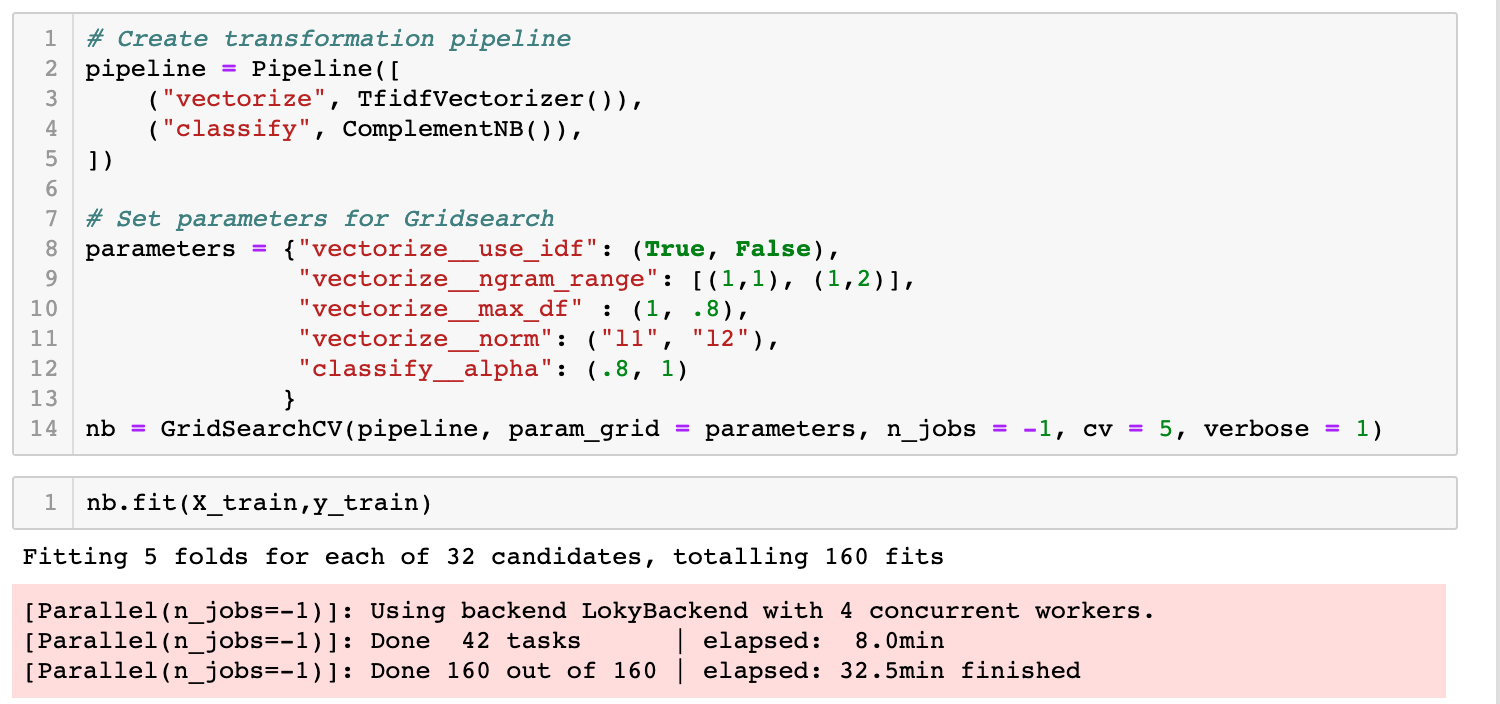 1 # Create transformation pipeline
2 pipeline = Pipeline([
3     ("vectorize", TfidfVectorizer()),
4     ("classify", ComplementNB()),
5 ])
6
7 # Set parameters for Gridsearch
8 parameters = {"vectorize__use_idf": (True, False),
9              "vectorize__ngram_range": [(1,1), (1,2)],
10              "vectorize__max_df" : (1, .8),
11              "vectorize__norm": ("l1", "l2"),
12              "classify__alpha": (.8, 1)
13             }
14 nb = GridSearchCV(pipeline, param_grid = parameters, n_jobs = -1, cv = 5, verbose = 1)
1 nb.fit(X_train,y_train)
Fitting 5 folds for each of 32 candidates, totalling 160 fits
[Parallel(n_jobs=-1)]: Using backend LokyBackend with 4 concurrent workers.
[Parallel(n_jobs=-1)]: Done  42 tasks      | elapsed:  8.0min
[Parallel(n_jobs=-1)]: Done 160 out of 160 | elapsed: 32.5min finished